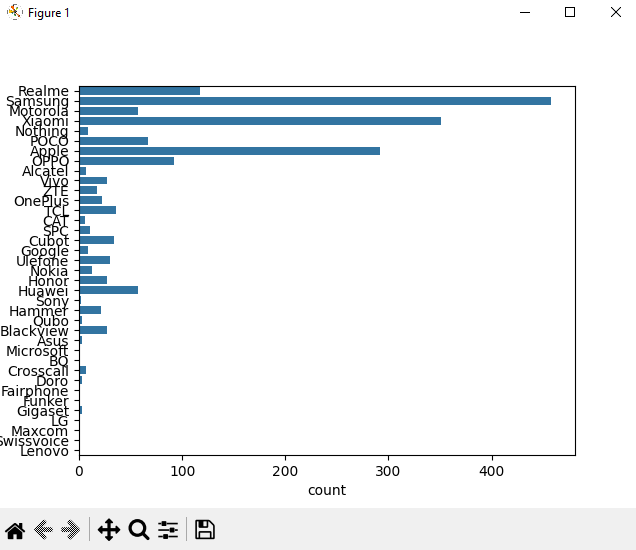 Figure 1
Realme
Samsung
Motorola
Xiaomi
Nothing
POCO
Apple
OPPO
Alcatel
Vivo
ZTE
OnePlus
TCL
CAT
SPC
Cubot
Google
Ulefone
Nokia
Honor
Huawei
Sony
Hammer
Qubo
Blackview
Asus
Microsoft
BQ
Crosscall
Doro
Fairphone
Funker
Gigaset
LG
Maxcom
Swissvoice
Lenovo
0 100 200 300 400
count